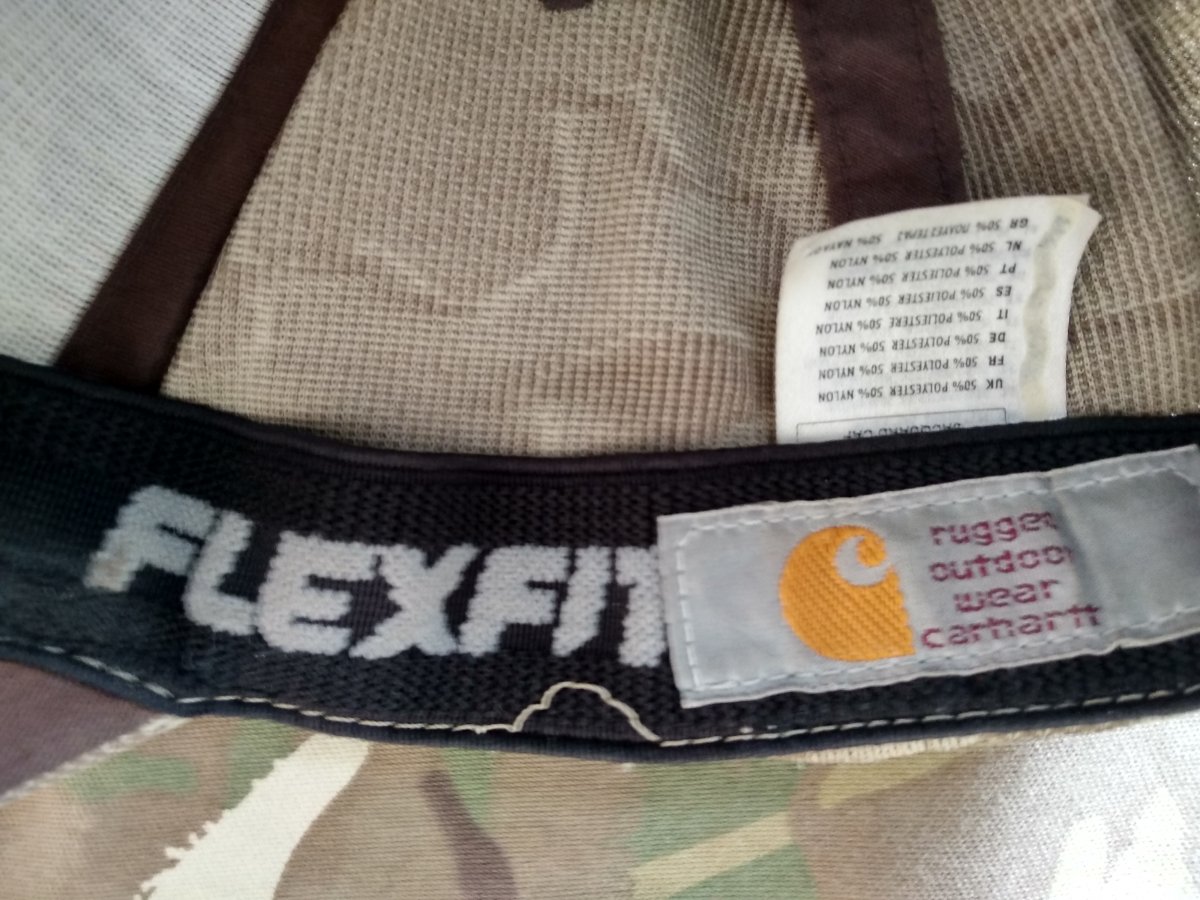 FLEXFIT
rugged
outdoor
wear
carhartt
JACQUARD CAP
UK 50% POLYESTER 50% NYLON
FR 50% POLYESTER 50% NYLON
DE 50% POLYESTER 50% NYLON
IT 50% POLIESTERE 50% NYLON
ES 50% POLIESTER 50% NYLON
PT 50% POLIESTER 50% NYLON
NL 50% POLYESTER 50% NYLON
GR 50% ΠΟΛΥΕΣΤΕΡΑΣ 50%